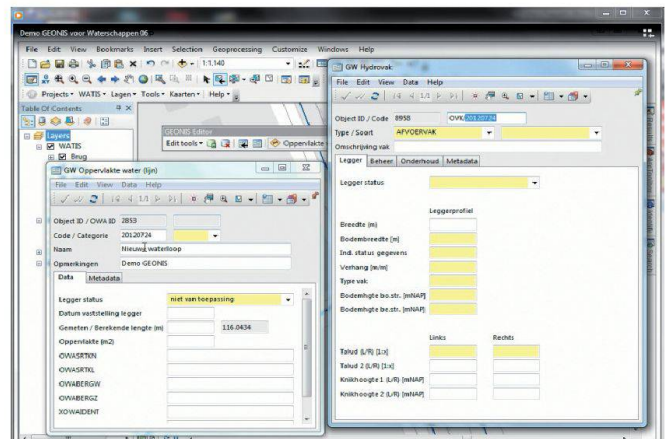 Demo GEONIS voor Waterschappen 06
File Edit View Bookmarks Insert Selection Geoprocessing Customize Windows Help
1:1,140
Projects WATIS Lagen Tools Kaarten Help
Table Of Contents
Layers
WATIS
Brug
GEONIS Editor
Edit tools
Oppervlakte
GW Oppervlakte water (lijn)
File Edit View Data Help
1/1
Object ID / OWA ID 2853
Code / Categorie 20120724
Naam Nieuwe waterloop
Opmerkingen Demo GEONIS
Data Metadata
Legger status niet van toepassing
Datum vaststelling legger
Gemeten / Berekende lengte (m) 116.0434
Oppervlakte (m2)
OWASRTKN
OWASRTKL
OWABERGW
OWABERGZ
XOWAIDENT
GW Hydrovak
File Edit View Data Help
1/1
Object ID / Code 8958 OVK 20120724
Type / Soort AFVOERVAK
Omschrijving vak
Legger Beheer Onderhoud Metadata
Legger status
Leggerprofiel
Breedte (m)
Bodembreedte [m]
Ind. status gegevens
Verhang [m/m]
Type vak
Bodemhgte bo.str. [mNAP]
Bodemhgte be.str. [mNAP]
Links Rechts
Talud (L/R) [1:x]
Talud 2 (L/R) [1:x]
Knikhoogte 1 (L/R) [mNAP]
Knikhoogte 2 (L/R) [mNAP]
Search